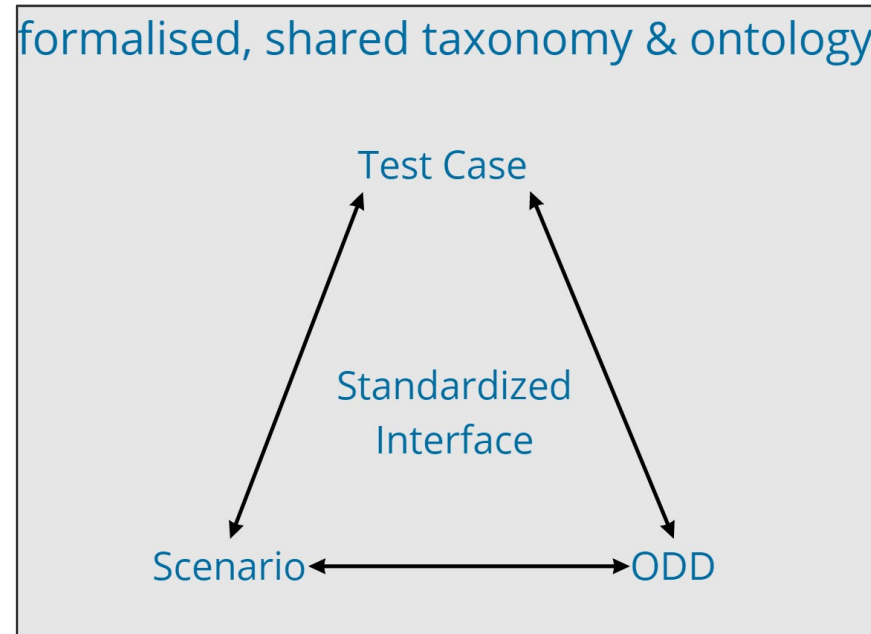 formalised, shared taxonomy & ontology
Test Case
Standardized
Interface
Scenario
ODD